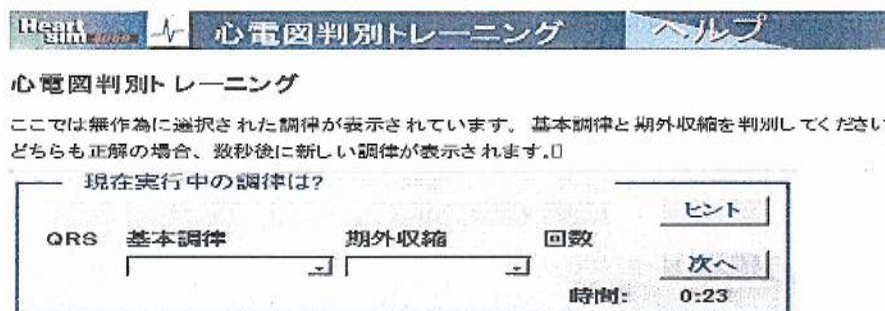 Heart Sim 4000 心電図判別トレーニング ヘルプ
心電図判別トレーニング
ここでは無作為に選択された調律が表示されています。基本調律と期外収縮を判別してください
どちらも正解の場合、数秒後に新しい調律が表示されます。
現在実行中の調律は?
ヒント
QRS 基本調律 期外収縮 回数
次へ
時間: 0:23